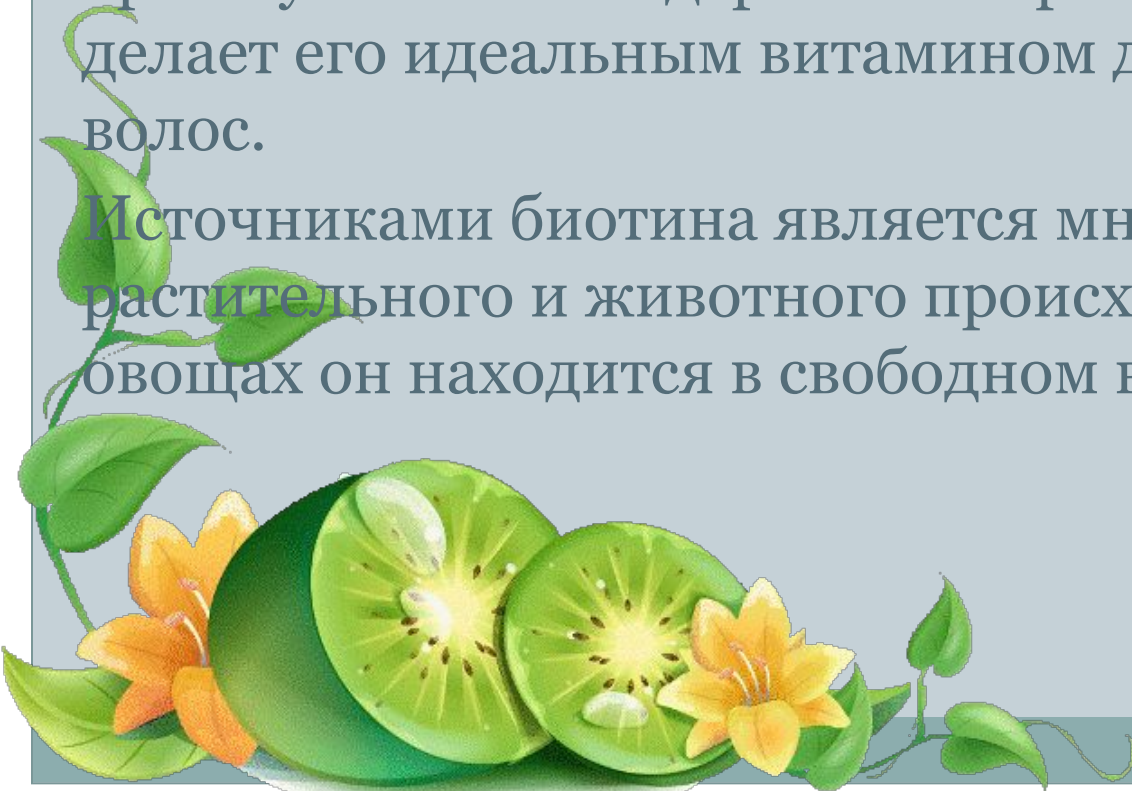 делает его идеальным витамином
волос.
Источниками биотина является
растительного и животного
овощах он находится в свободном